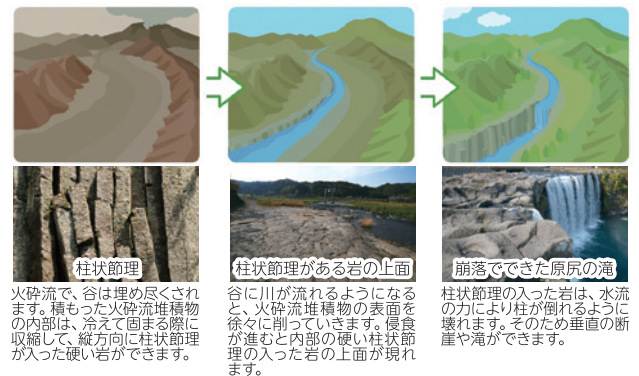 柱状節理
火砕流で、谷は埋め尽くされ
ます。積もった火砕流堆積物
の内部は、冷えて固まる際に
収縮して、縦方向に柱状節理
が入った硬い岩ができます。
柱状節理がある岩の上面
谷に川が流れるようになる
と、火砕流堆積物の表面を
徐々に削っていきます。侵食
が進むと内部の硬い柱状節
理の入った岩の上面が現れ
ます。
崩落でできた原尻の滝
柱状節理の入った岩は、水流
の力により柱が倒れるように
壊れます。そのため垂直の断
崖や滝ができます。